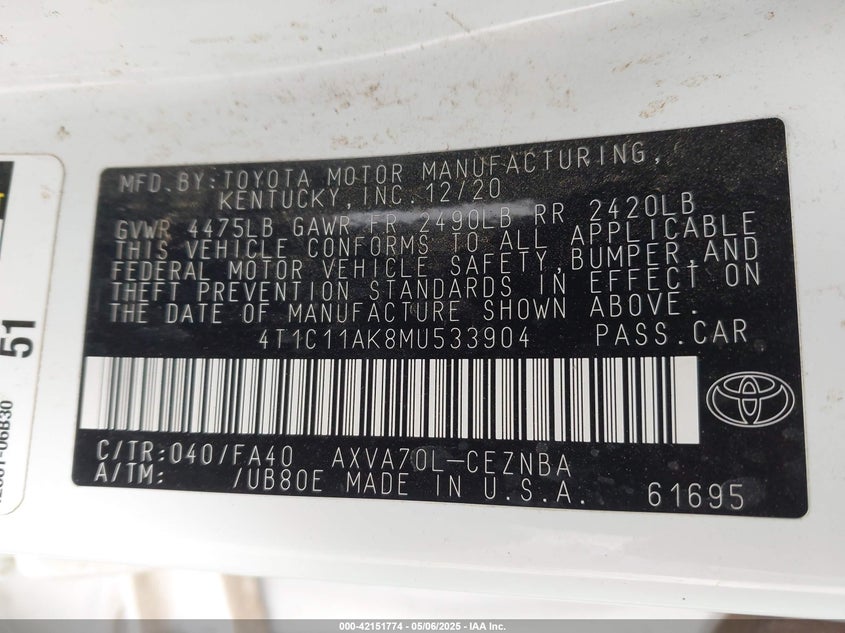 MFD.BY:TOYOTA MOTOR MANUFACTURING,
KENTUCKY,INC. 12/20
GVWR 4475LB GAWR FR 2490LB RR 2420LB
THIS VEHICLE CONFORMS TO ALL APPLICABLE
FEDERAL MOTOR VEHICLE SAFETY,BUMPER,AND
THEFT PREVENTION STANDARDS IN EFFECT ON
THE DATE OF MANUFACTURE SHOWN ABOVE.
4T1C11AK8MU533904 PASS.CAR
C/TR:040/FA40 AXVA70L-CEZNBA
A/TM: /UB80E MADE IN U.S.A. 61695
51
000-42151774 - 05/06/2025 - IAA Inc.